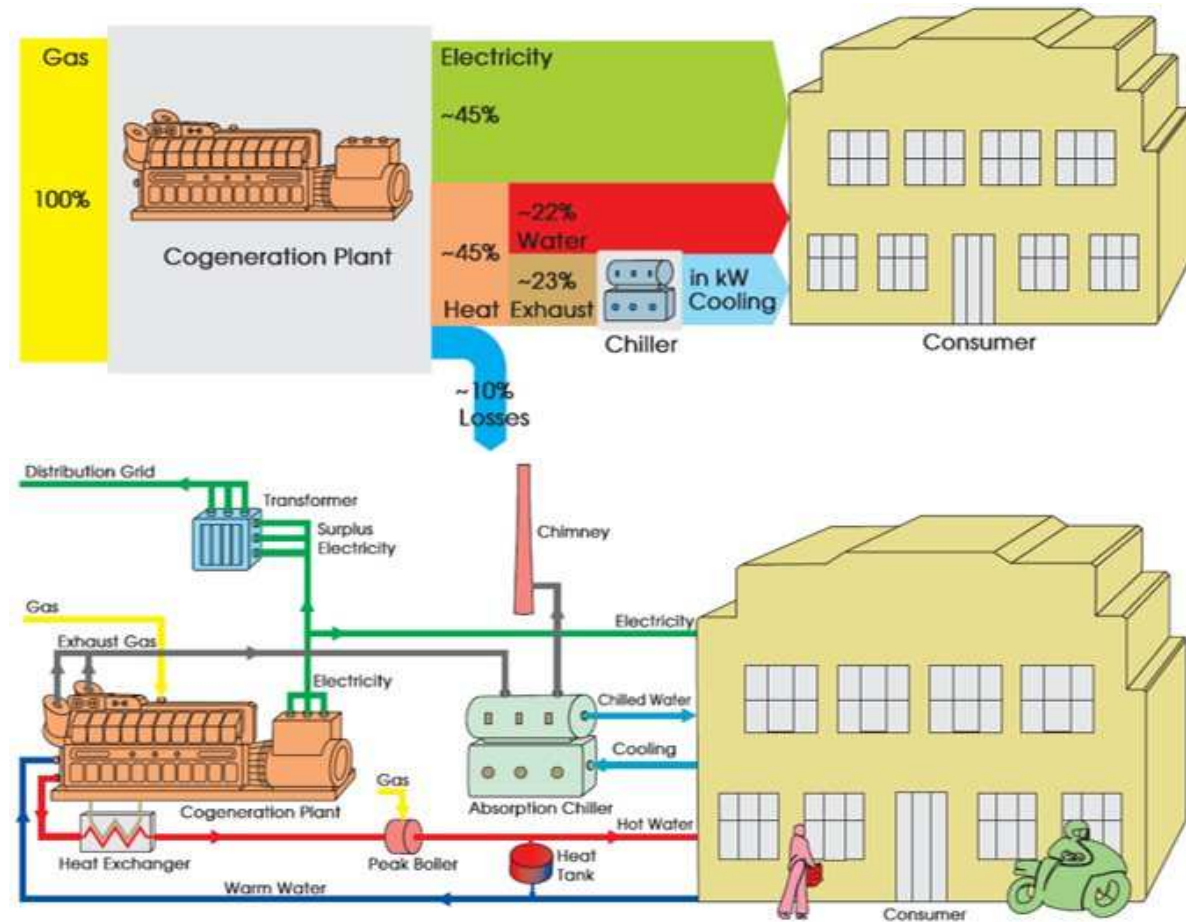 Gas
100%
Cogeneration Plant
Electricity
~45%
~45%
Heat
~22%
Water
~23%
Exhaust
Chiller
in kW
Cooling
Consumer
~10%
Losses
Distribution Grid
Transformer
Surplus
Electricity
Chimney
Gas
Exhaust Gas
Electricity
Electricity
Chilled Water
Cooling
Absorption Chiller
Cogeneration Plant
Gas
Hot Water
Heat Exchanger
Peak Boiler
Heat
Tank
Warm Water
Consumer